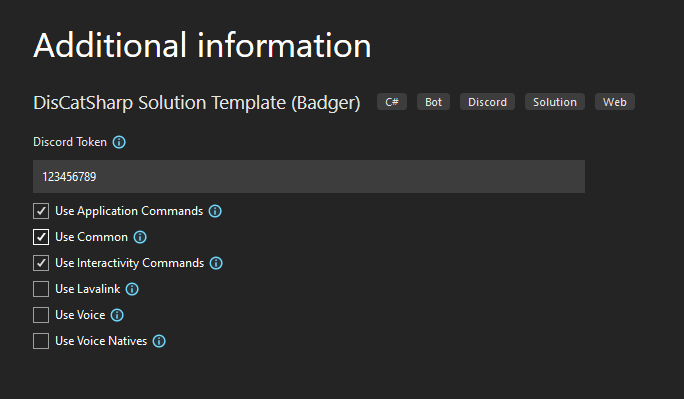 Additional information
DisCatSharp Solution Template (Badger) C# Bot Discord Solution Web
Discord Token
123456789
Use Application Commands
Use Common
Use Interactivity Commands
Use Lavalink
Use Voice
Use Voice Natives